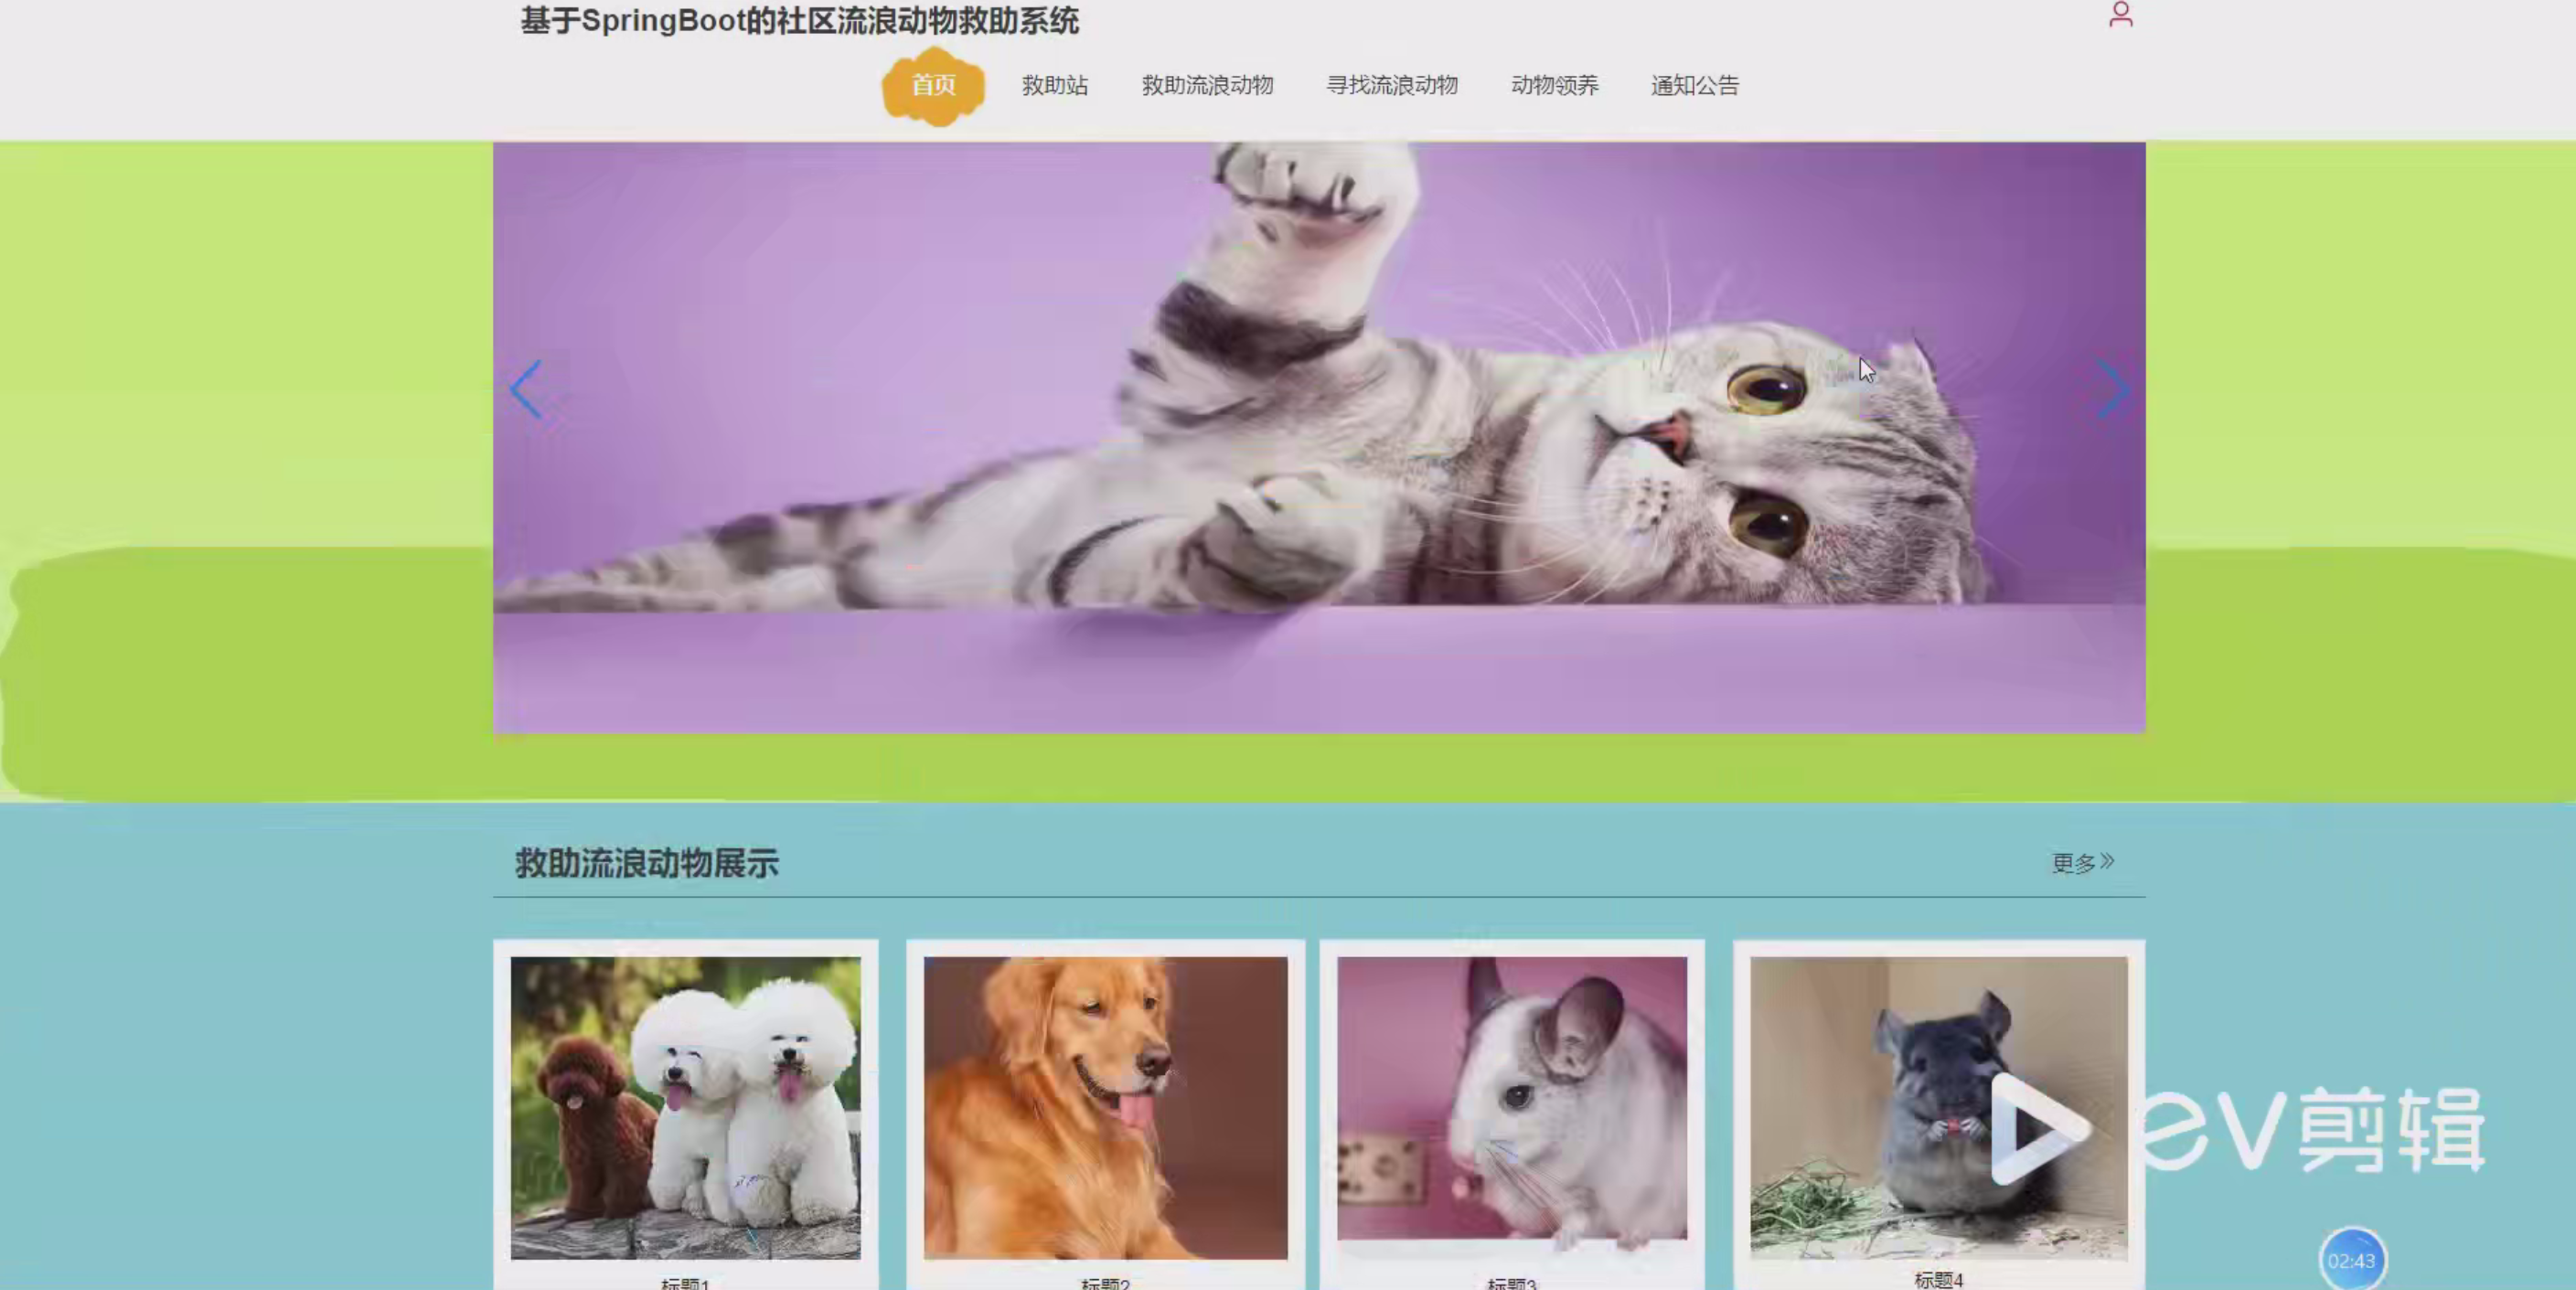 基于SpringBoot的社区流浪动物救助系统
首页 救助站 救助流浪动物 寻找流浪动物 动物领养 通知公告
救助流浪动物展示 更多
ev剪辑
标题1 标题2 标题3 标题4
02:43